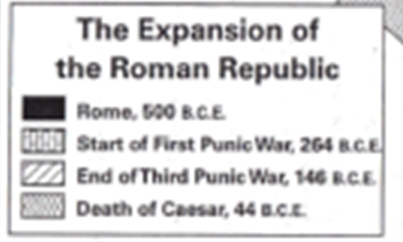 The Expansion of
the Roman Republic
Rome, 500 B.C.E.
Start of First Punic War, 264 B.C.E.
End of Third Punic War, 146 B.C.E.
Death of Caesar, 44 B.C.E.